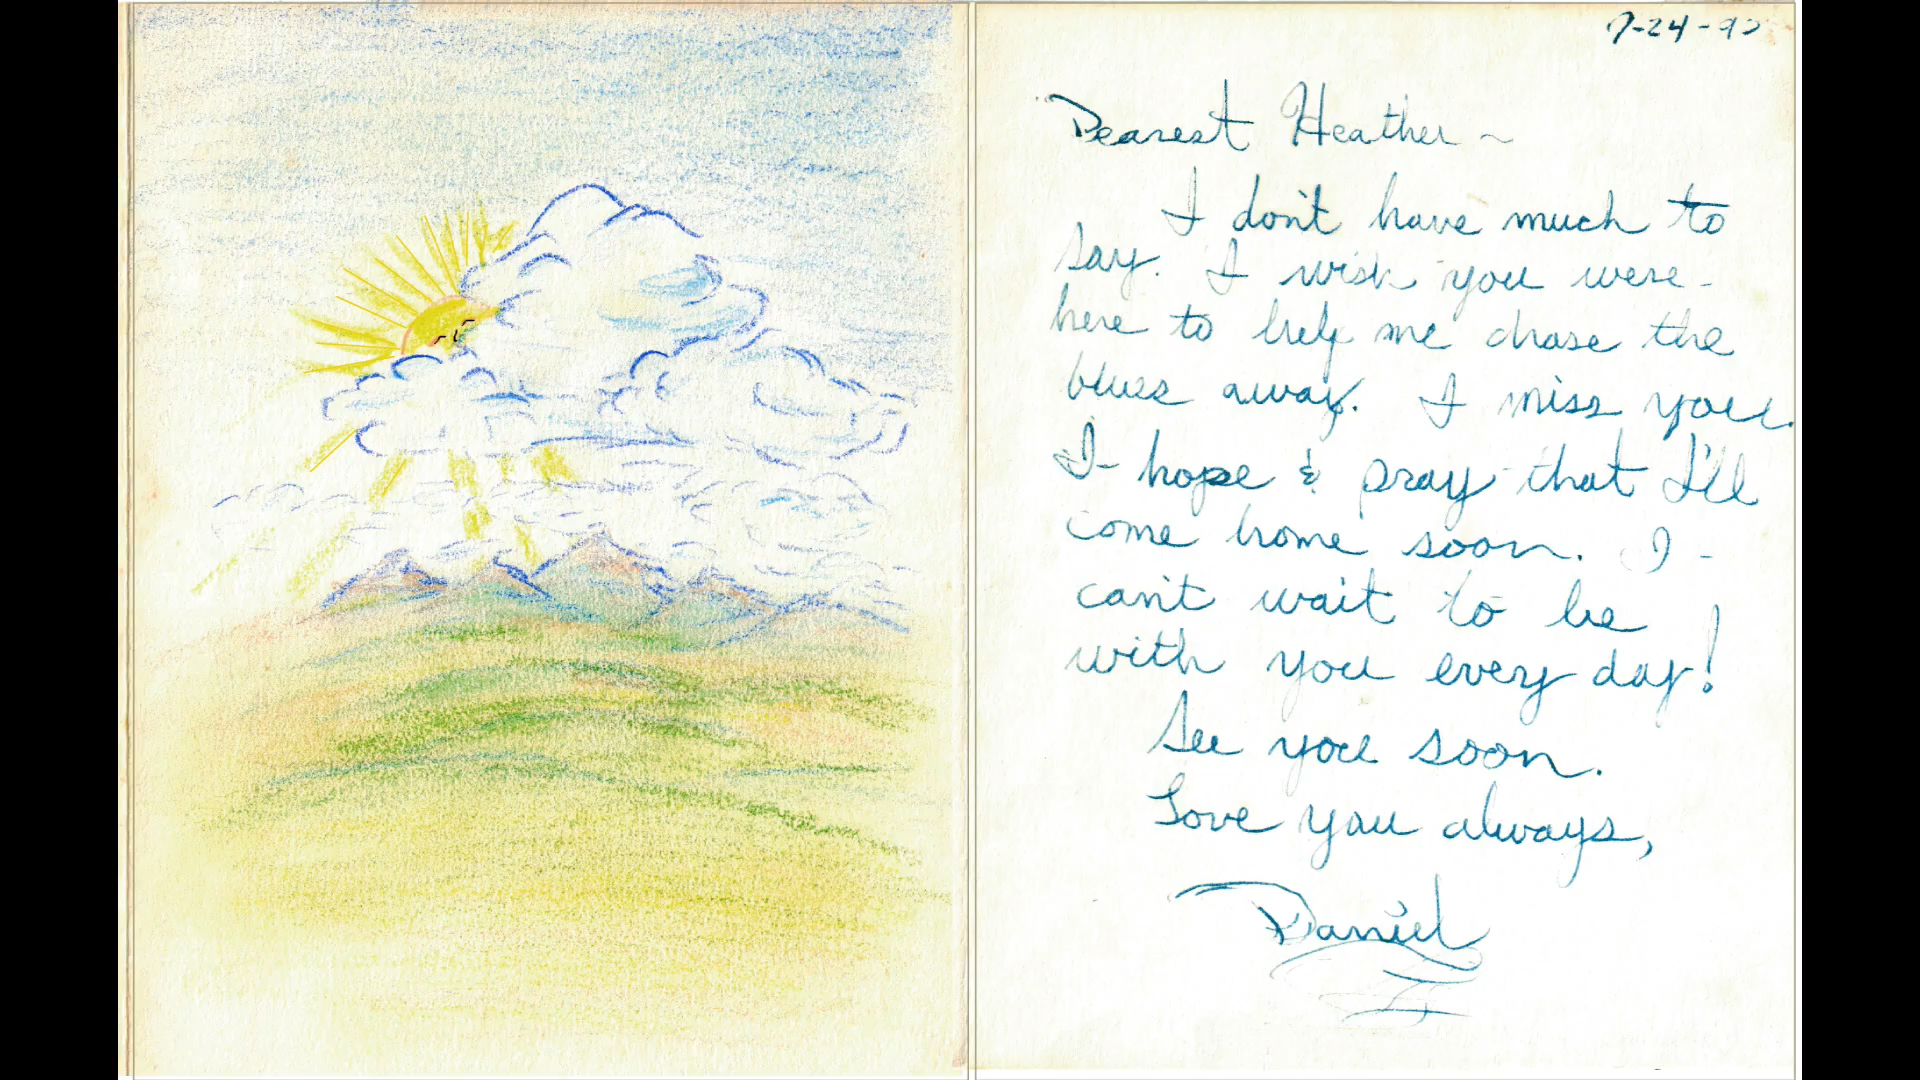 7-24-92
Dearest Heather ~
I don't have much to
say. I wish you were
here to help me chase the
blues away. I miss you.
I hope & pray that I'll
come home soon. I
can't wait to be
with you every day!
See you soon.
Love you always,
Daniel